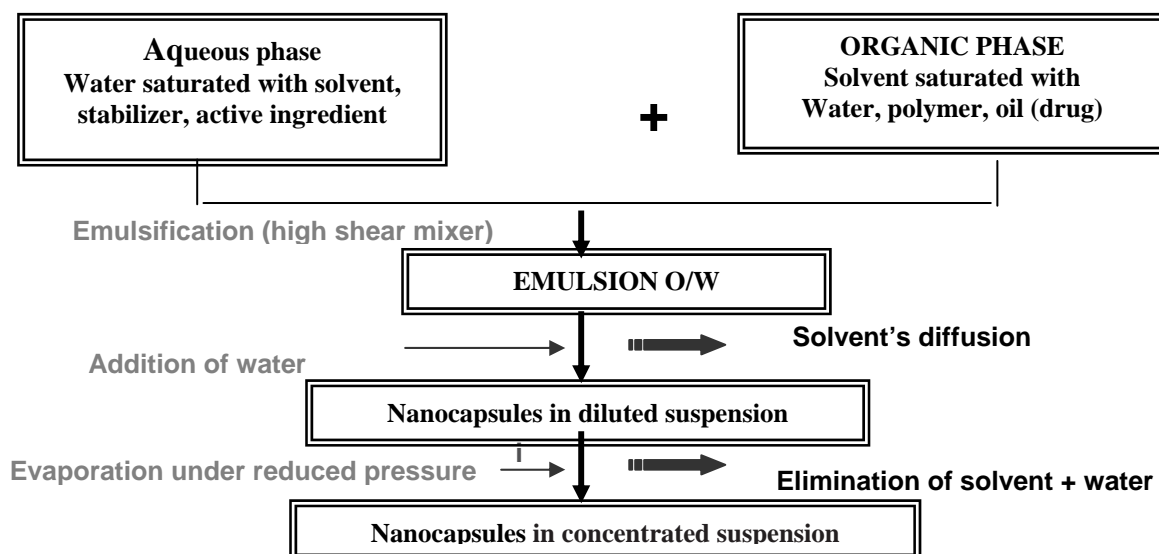 Aqueous phase
Water saturated with solvent,
stabilizer, active ingredient
+
ORGANIC PHASE
Solvent saturated with
Water, polymer, oil (drug)
Emulsification (high shear mixer)
EMULSION O/W
Addition of water
Solvent's diffusion
Nanocapsules in diluted suspension
Evaporation under reduced pressure
Elimination of solvent + water
Nanocapsules in concentrated suspension